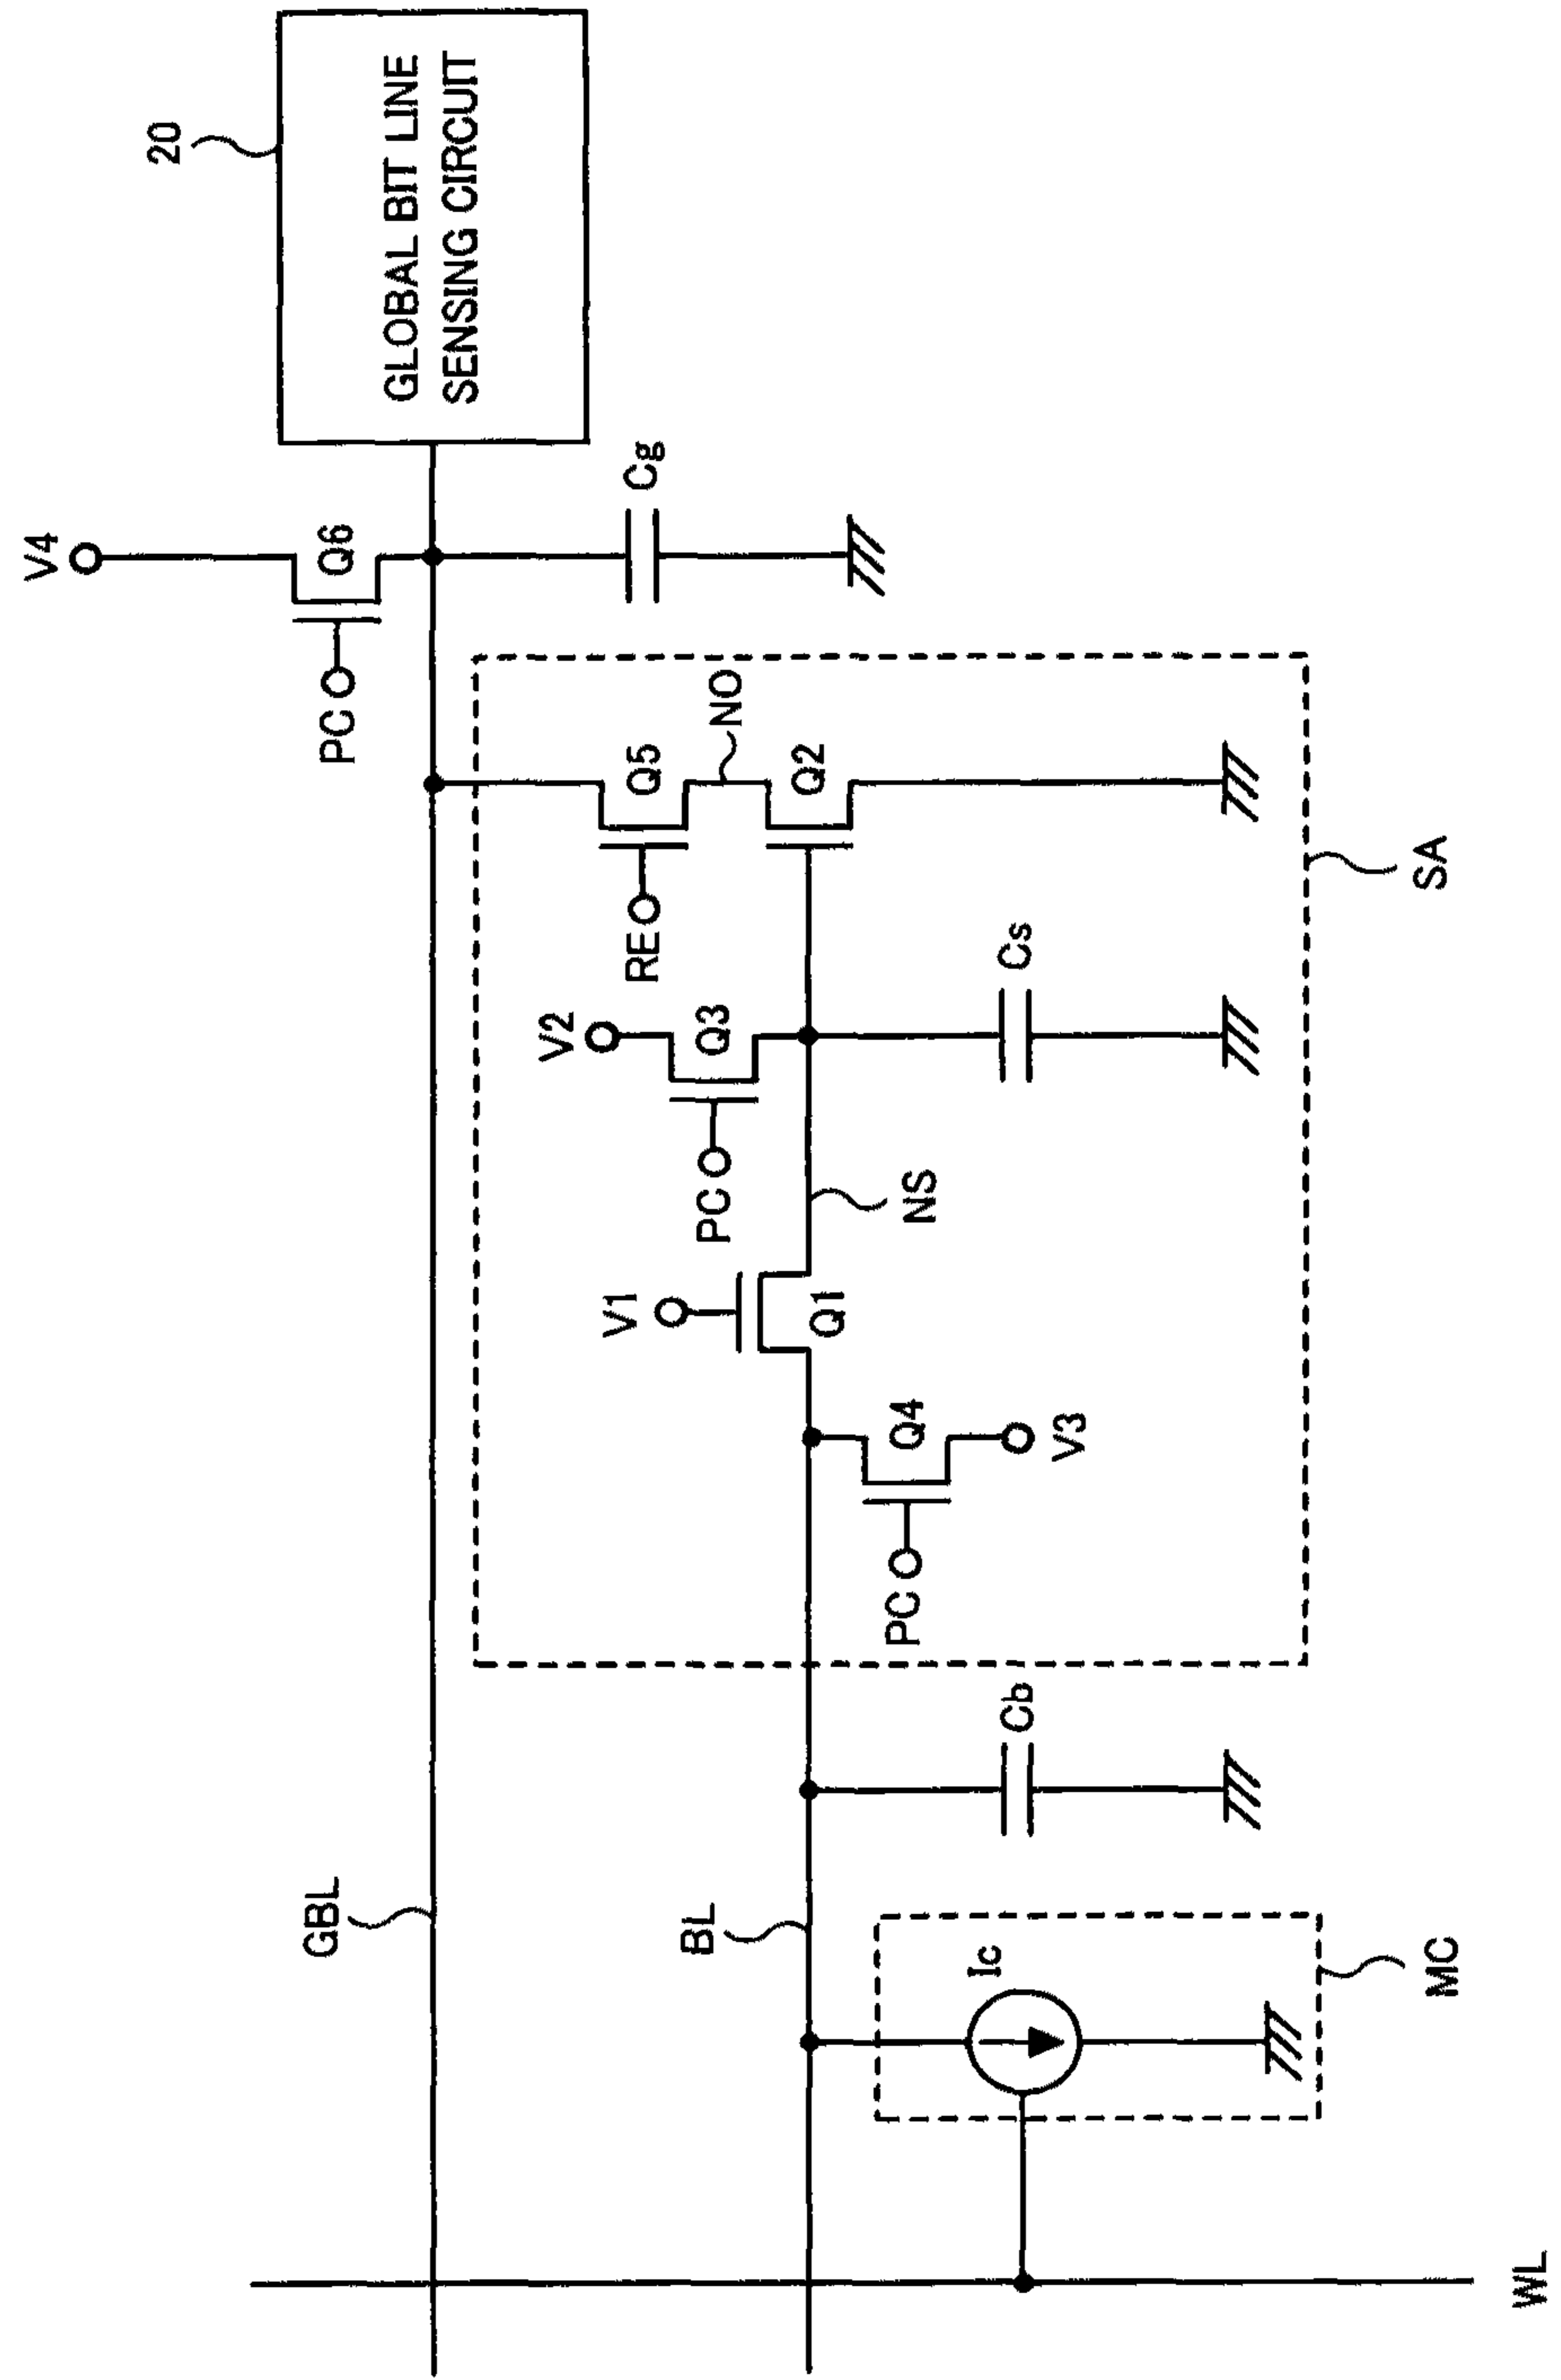 20
GLOBAL BIT LINE
SENSING CIRCUIT
V4
Q6
PC
Cg
GBL
NO
Q5
Q2
RE
V2
Q3
PC
Cs
SA
V1
Q1
NS
Q4
PC
V3
BL
Cb
Ic
MC
WL